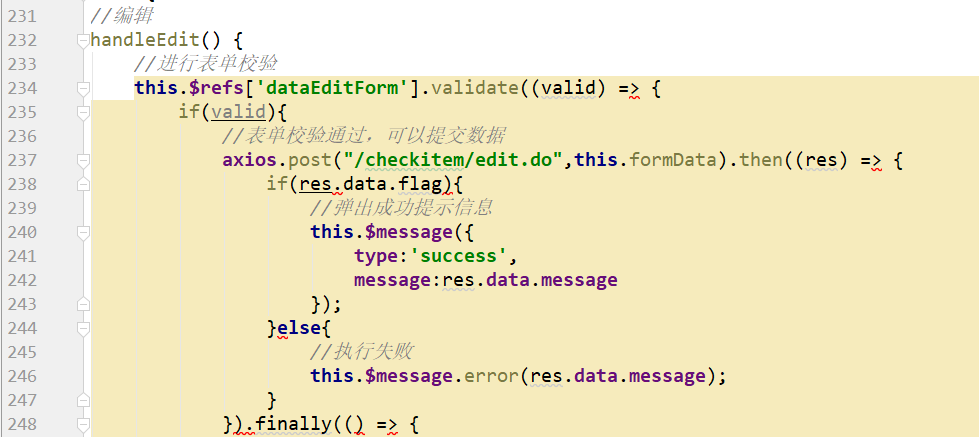 231 //编辑
232 handleEdit() {
233 //进行表单校验
234 this.$refs['dataEditForm'].validate((valid) => {
235 if(valid){
236 //表单校验通过，可以提交数据
237 axios.post("/checkitem/edit.do",this.formData).then((res) => {
238 if(res.data.flag){
239 //弹出成功提示信息
240 this.$message({
241 type:'success',
242 message:res.data.message
243 });
244 }else{
245 //执行失败
246 this.$message.error(res.data.message);
247 }
248 }).finally(() => {